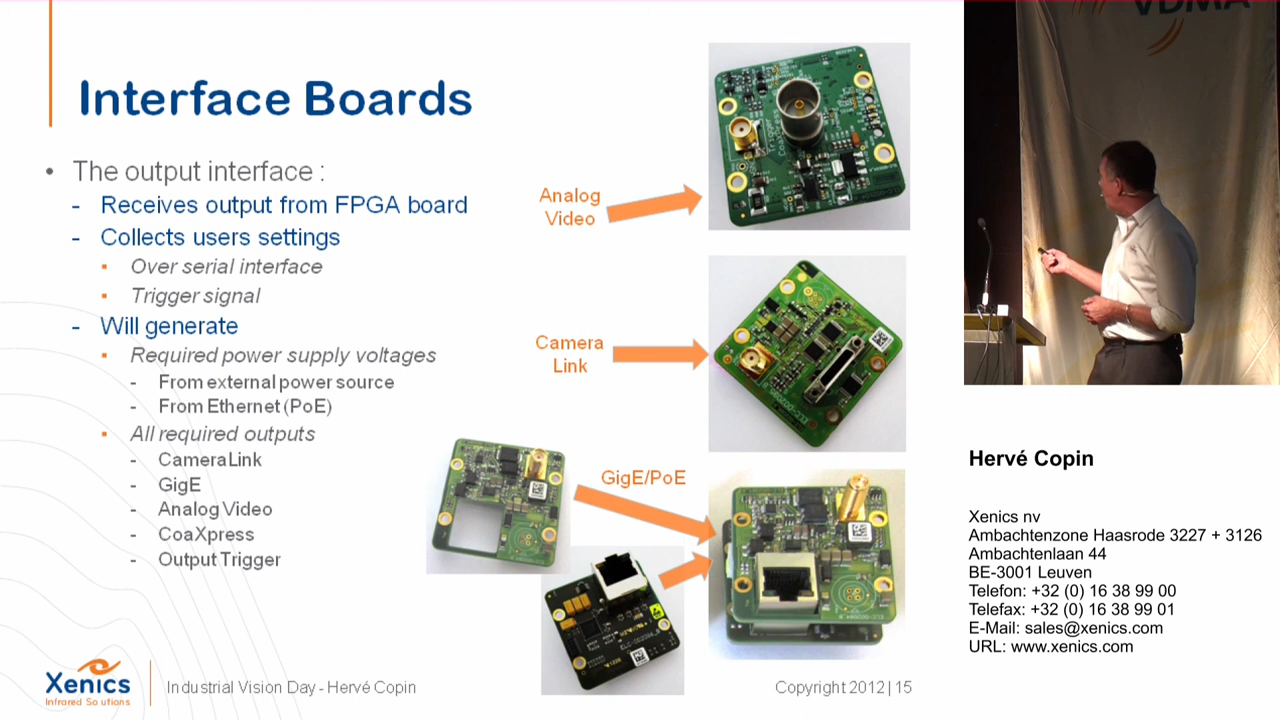 Interface Boards
• The output interface :
- Receives output from FPGA board
- Collects users settings
▪ Over serial interface
▪ Trigger signal
- Will generate
▪ Required power supply voltages
- From external power source
- From Ethernet (PoE)
▪ All required outputs
- CameraLink
- GigE
- Analog Video
- CoaXpress
- Output Trigger
Analog
Video
Camera
Link
GigE/PoE
Xenics
Infrared Solutions
Industrial Vision Day - Hervé Copin
Copyright 2012 | 15
VDMA
Hervé Copin
Xenics nv
Ambachtenzone Haasrode 3227 + 3126
Ambachtenlaan 44
BE-3001 Leuven
Telefon: +32 (0) 16 38 99 00
Telefax: +32 (0) 16 38 99 01
E-Mail: sales@xenics.com
URL: www.xenics.com